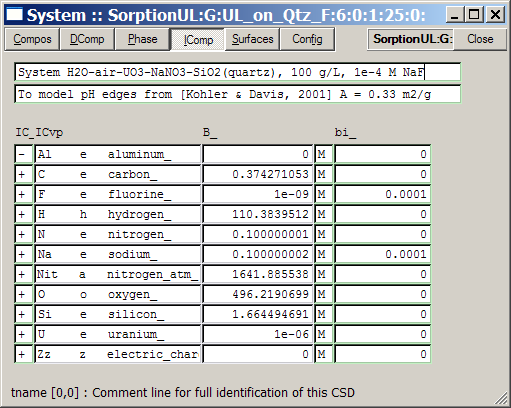 System :: SorptionUL:G:UL_on_Qtz_F:6:0:1:25:0:
Compos DComp Phase IComp Surfaces Config SorptionUL:G: Close
System H2O-air-UO3-NaNO3-SiO2(quartz), 100 g/L, 1e-4 M NaF
To model pH edges from [Kohler & Davis, 2001] A = 0.33 m2/g
IC_ICvp B_ bi_
- Al e aluminum_ 0 M 0
+ C e carbon_ 0.374271053 M 0
+ F e fluorine_ 1e-09 M 0.0001
+ H h hydrogen_ 110.3839512 M 0
+ N e nitrogen_ 0.100000001 M 0
+ Na e sodium_ 0.100000002 M 0.0001
+ Nit a nitrogen_atm_ 1641.885538 M 0
+ O o oxygen_ 496.2190699 M 0
+ Si e silicon_ 1.664494691 M 0
+ U e uranium_ 1e-06 M 0
+ Zz z electric_char 0 M 0
tname [0,0] : Comment line for full identification of this CSD